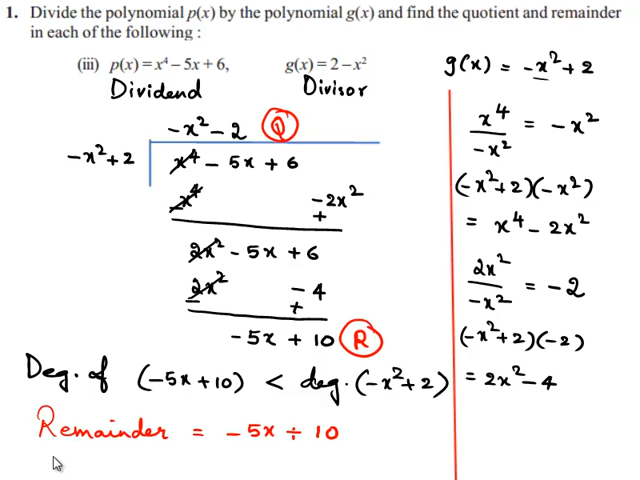 1. Divide the polynomial p(x) by the polynomial g(x) and find the quotient and remainder
in each of the following :
(iii) p(x) = x⁴ – 5x + 6, g(x) = 2 – x²
Dividend Divisor
-x² - 2 Q
-x² + 2 x⁴ - 5x + 6
-x⁴ -2x²
+
2x² - 5x + 6
2x² - 4
- +
-5x + 10 R
Deg. of (-5x + 10) < deg. (-x² + 2)
Remainder = -5x ÷ 10
g(x) = -x² + 2
x⁴/-x² = -x²
(-x² + 2)(-x²)
= x⁴ - 2x²
2x²/-x² = -2
(-x² + 2)(-2)
= 2x² - 4